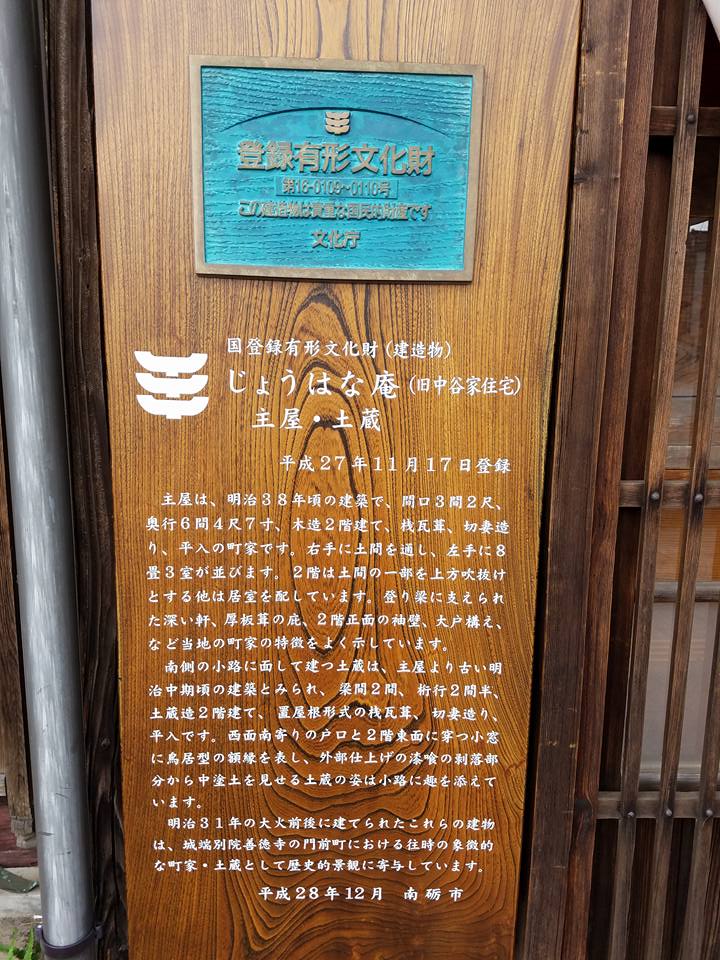 登録有形文化財
第16-0109～0110号
この建造物は貴重な国民的財産です
文化庁
国登録有形文化財（建造物）
じょうはな庵（旧中谷家住宅）
主屋・土蔵
平成27年11月17日登録
主屋は、明治３８年頃の建築で、間口３間２尺、
奥行６間４尺７寸、木造２階建て、桟瓦葺、切妻造
り、平入の町家です。右手に土間を通し、左手に８
畳３室が並びます。２階は土間の一部を上方吹抜け
とする他は居室を配しています。登り梁に支えられ
た深い軒、厚板葺の庇、２階正面の袖壁、大戸構え、
など当地の町家の特徴をよく示しています。
南側の小路に面して建つ土蔵は、主屋より古い明
治中期頃の建築とみられ、梁間２間、桁行２間半、
土蔵造２階建て、置屋根形式の桟瓦葺、切妻造り、
平入です。西面南寄りの戸口と２階東面に穿つ小窓
に鳥居型の額縁を表し、外部仕上げの漆喰の剥落部
分から中塗土を見せる土蔵の姿は小路に趣を添えて
います。
明治３１年の大火前後に建てられたこれらの建物
は、城端別院善徳寺の門前町における往時の象徴的
な町家・土蔵として歴史的景観に寄与しています。
平成２８年１２月　南砺市